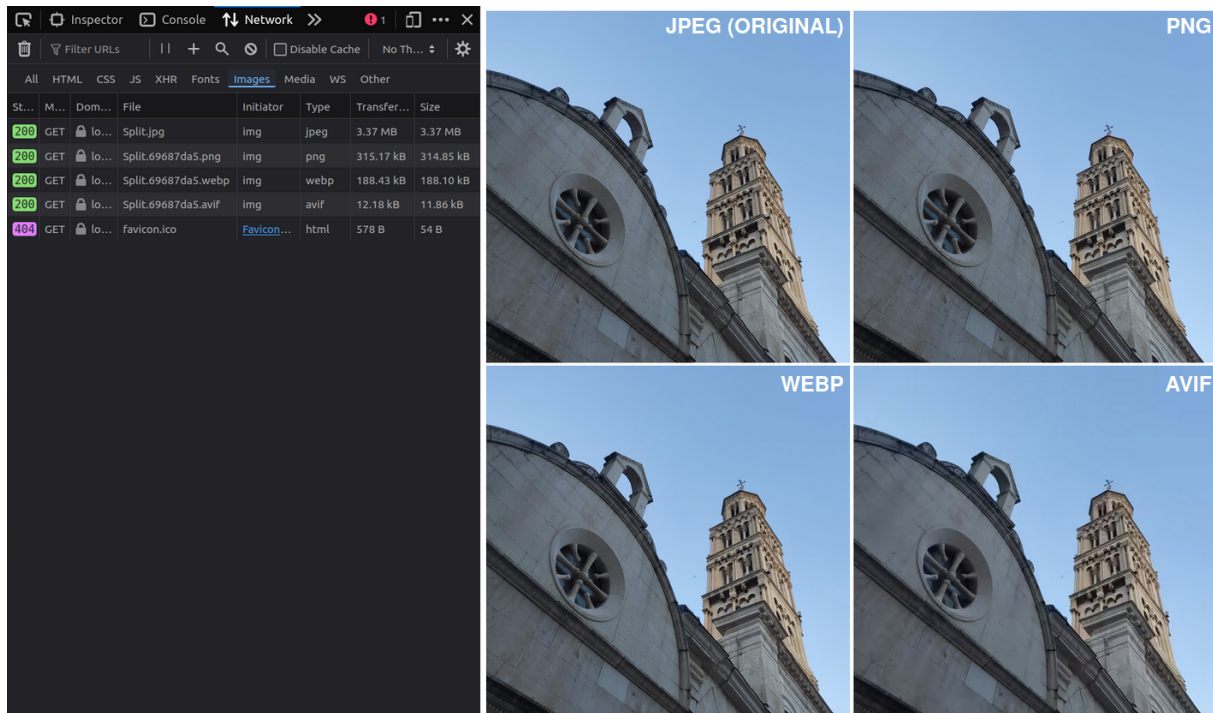 Inspector Console Network 1
Filter URLs Disable Cache No Th...
All HTML CSS JS XHR Fonts Images Media WS Other
St... M... Dom... File Initiator Type Transfer... Size
200 GET lo... Split.jpg img jpeg 3.37 MB 3.37 MB
200 GET lo... Split.69687da5.png img png 315.17 kB 314.85 kB
200 GET lo... Split.69687da5.webp img webp 188.43 kB 188.10 kB
200 GET lo... Split.69687da5.avif img avif 12.18 kB 11.86 kB
404 GET lo... favicon.ico Favicon... html 578 B 54 B
JPEG (ORIGINAL)
PNG
WEBP
AVIF